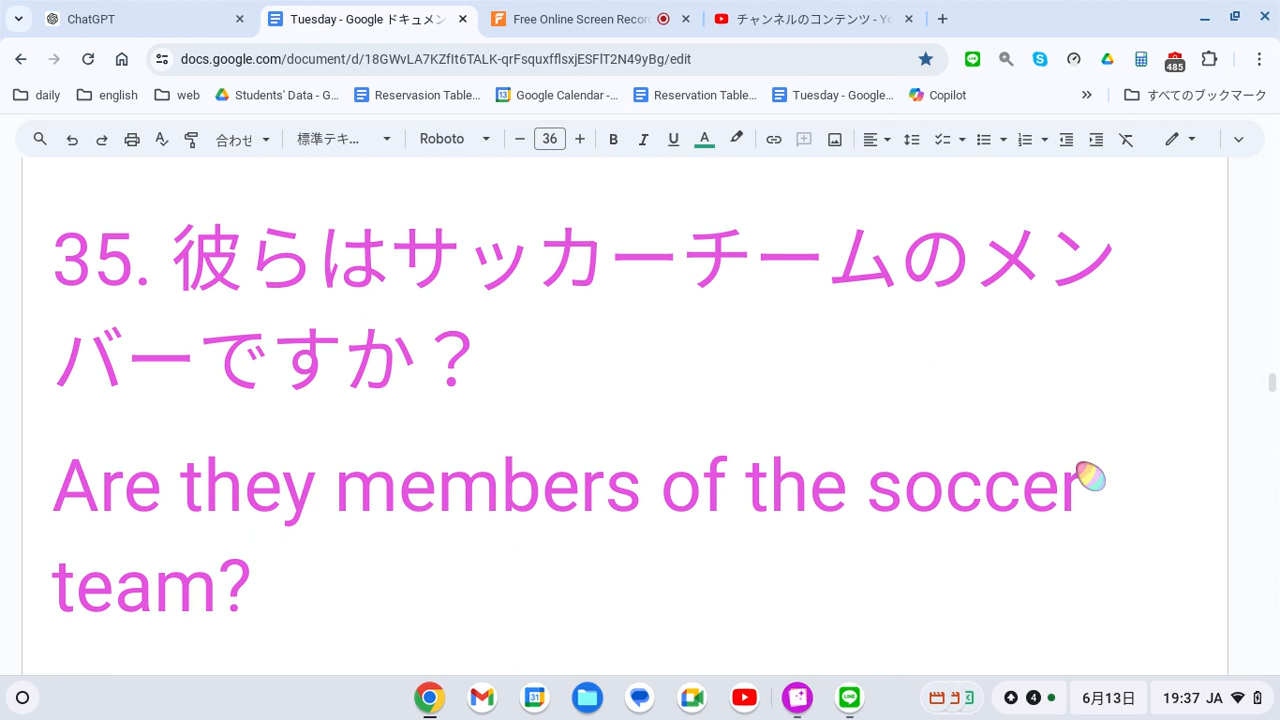 ChatGPT
Tuesday - Google ドキュメン
Free Online Screen Recor
チャンネルのコンテンツ - Yo
docs.google.com/document/d/18GWvLA7KZfIt6TALK-qrFsquxfflsxjESFlT2N49yBg/edit
485
daily
english
web
Students' Data - G...
Reservasion Table...
Google Calendar -...
Reservation Table...
Tuesday - Google...
Copilot
すべてのブックマーク
合わせ
標準テキ...
Roboto
36
35. 彼らはサッカーチームのメン
バーですか？
Are they members of the soccer
team?
4
6月13日
19:37 JA